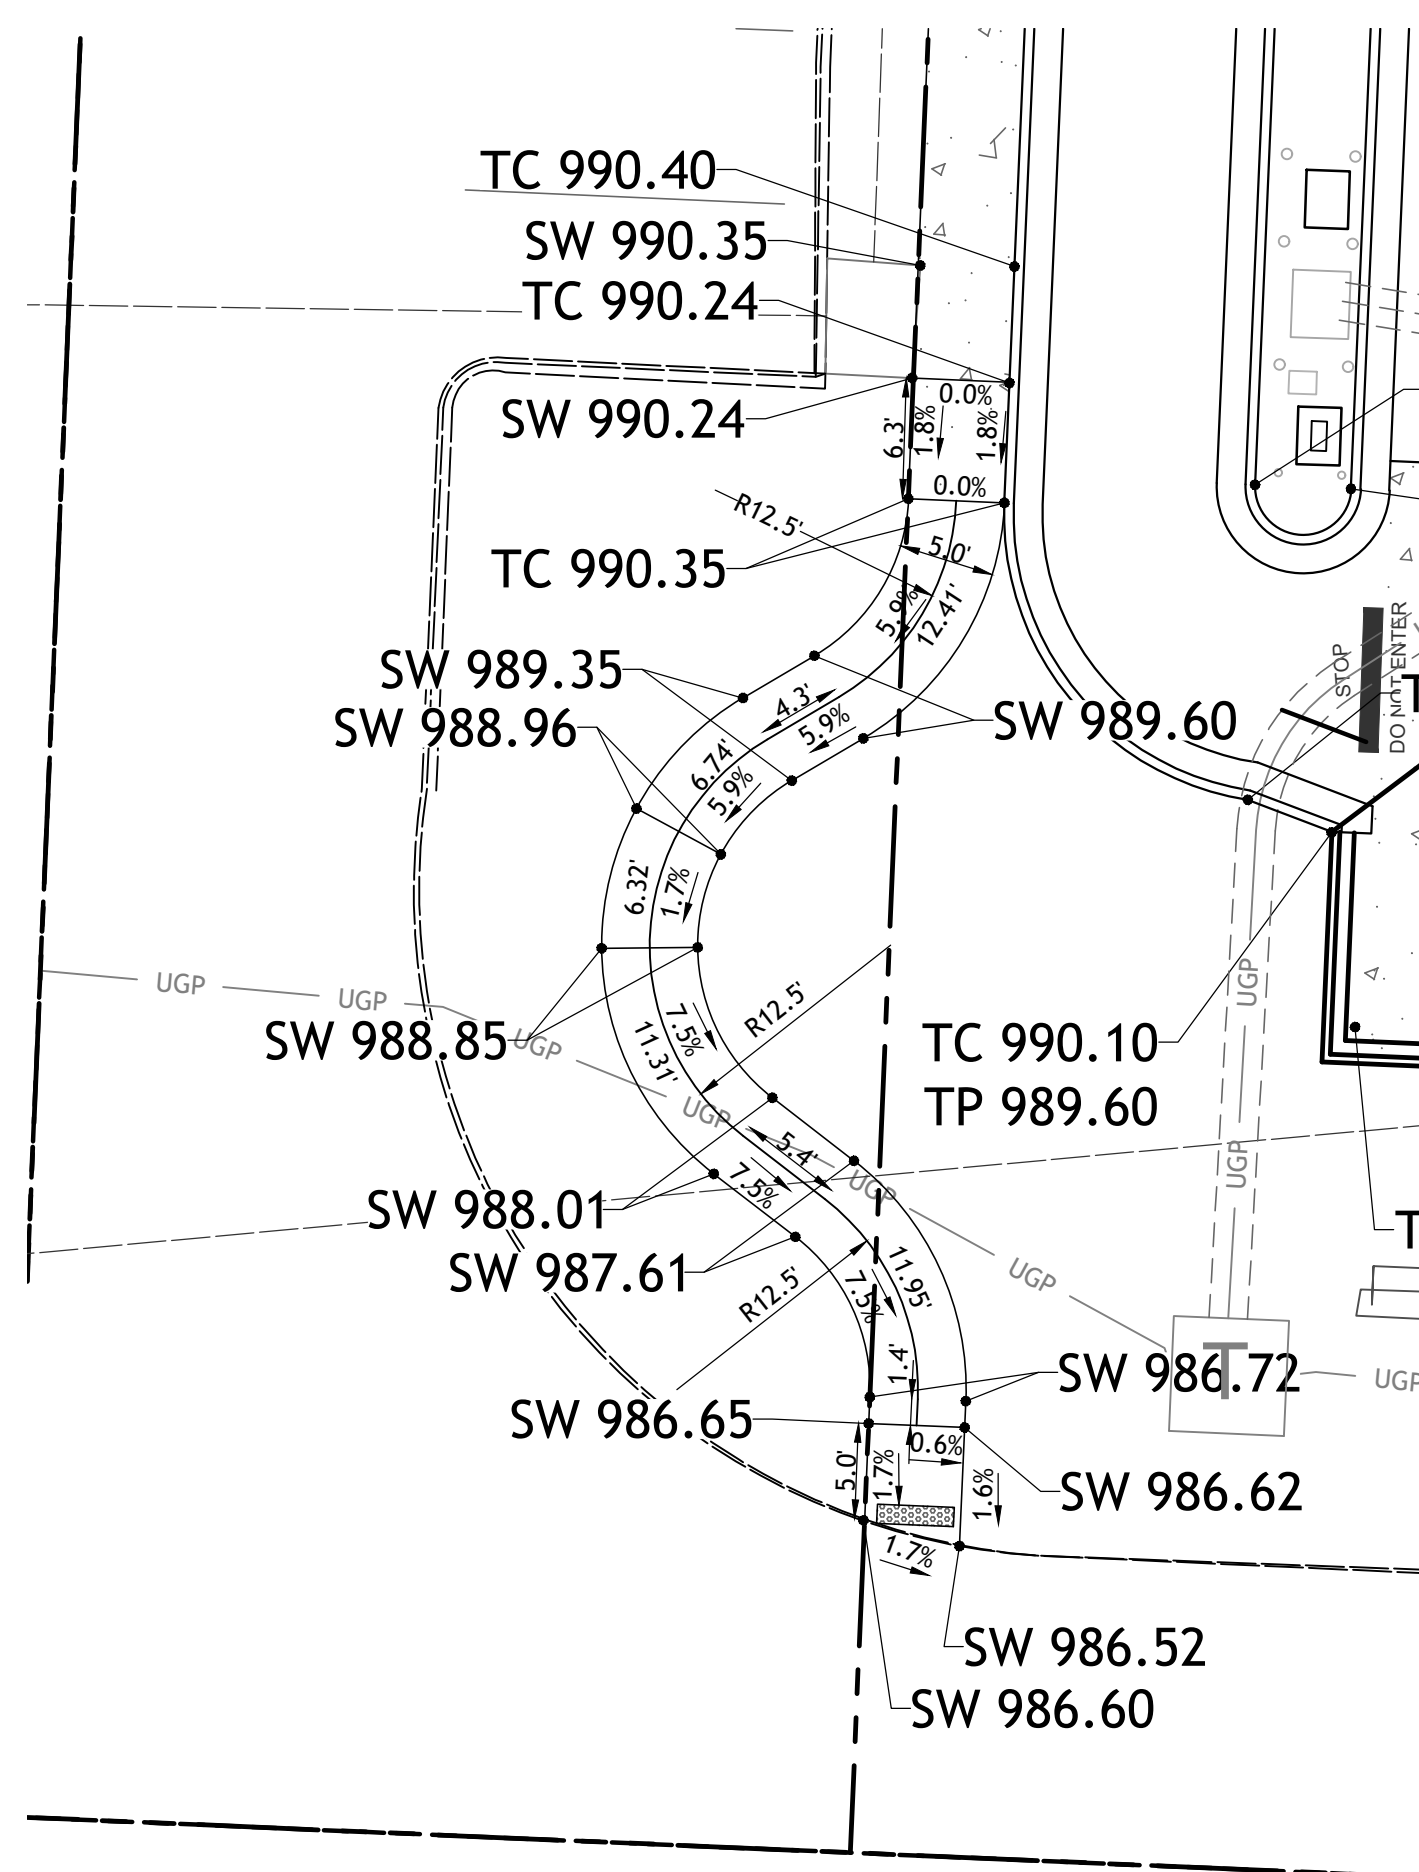 TC 990.40
SW 990.35
TC 990.24
SW 990.24
0.0%
6.3'
1.8%
1.8%
0.0%
R12.5'
TC 990.35
5.0'
5.9%
12.41'
STOP
DO NOT ENTER
SW 989.35
SW 988.96
4.3'
5.9%
SW 989.60
T
6.74'
5.9%
6.32'
1.7%
UGP
UGP
UGP
UGP
SW 988.85
7.5%
R12.5'
11.31'
TC 990.10
TP 989.60
UGP
5.4'
UGP
7.5%
UGP
SW 988.01
T
SW 987.61
R12.5'
7.5%
11.95'
UGP
1.4'
SW 986.72
T
UGP
SW 986.65
0.6%
5.0'
1.7%
1.6%
SW 986.62
1.7%
SW 986.52
SW 986.60